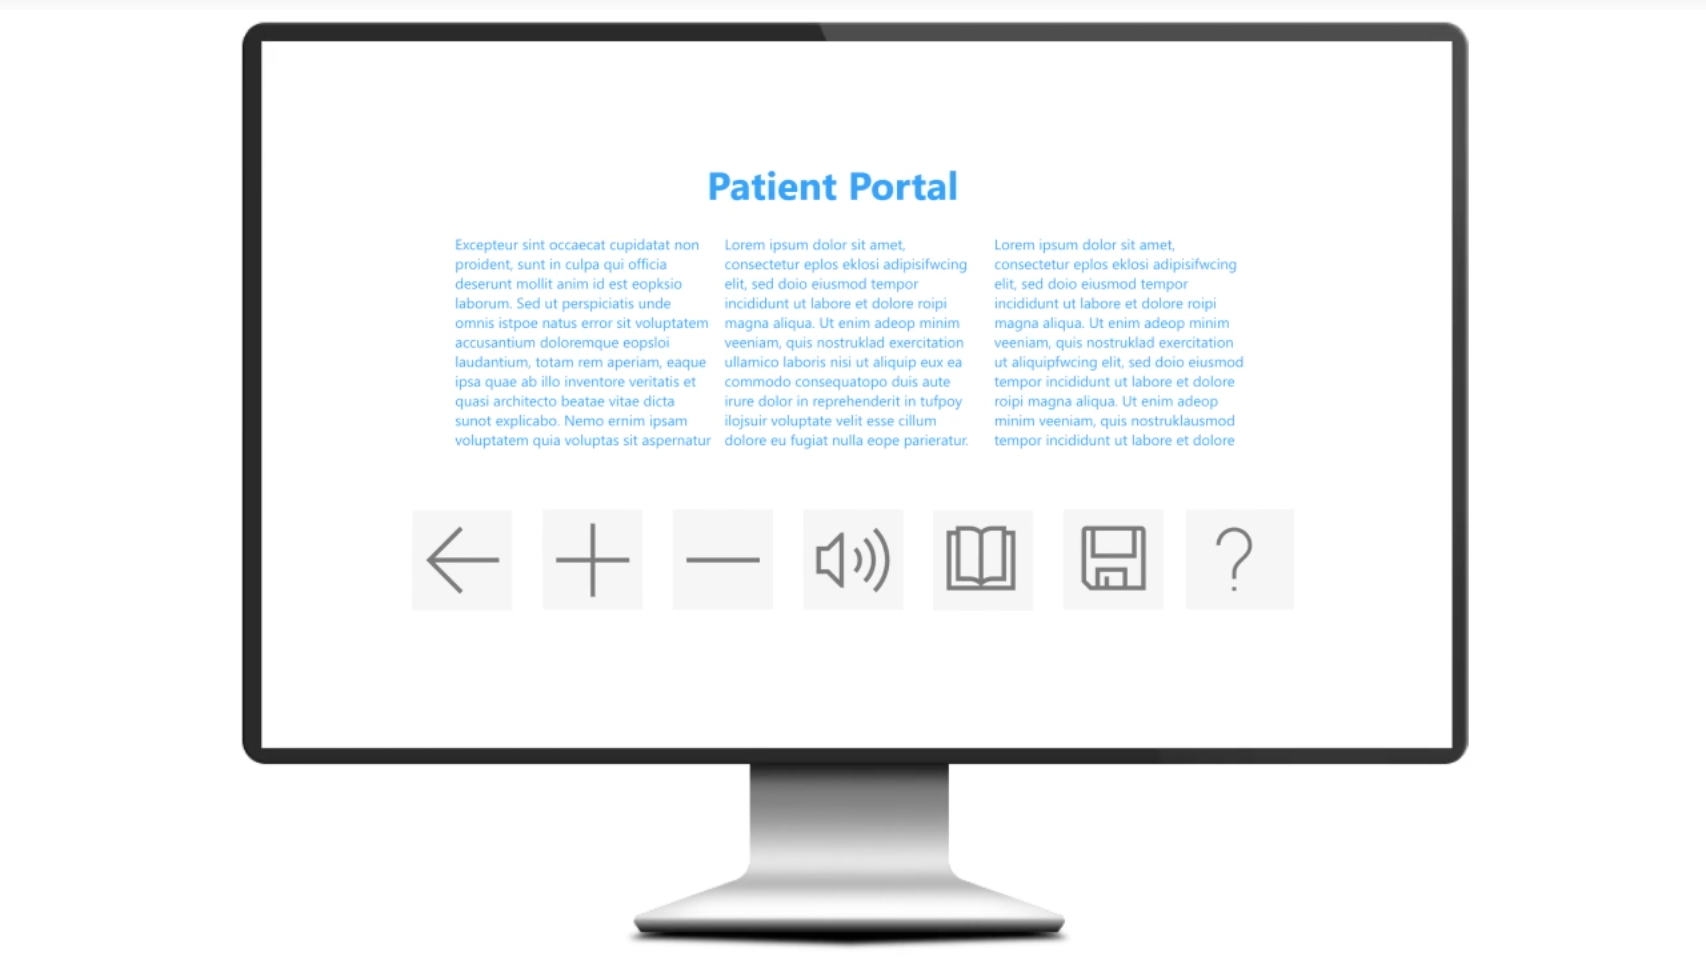 Patient Portal
Excepteur sint occaecat cupidatat non
proident, sunt in culpa qui officia
deserunt mollit anim id est eopksio
laborum. Sed ut perspiciatis unde
omnis istpoe natus error sit voluptatem
accusantium doloremque eopsloi
laudantium, totam rem aperiam, eaque
ipsa quae ab illo inventore veritatis et
quasi architecto beatae vitae dicta
sunot explicabo. Nemo ernim ipsam
voluptatem quia voluptas sit aspernatur
Lorem ipsum dolor sit amet,
consectetur eplos eklosi adipisifwcing
elit, sed doio eiusmod tempor
incididunt ut labore et dolore roipi
magna aliqua. Ut enim adeop minim
veeniam, quis nostruklad exercitation
ullamico laboris nisi ut aliquip eux ea
commodo consequatopo duis aute
irure dolor in reprehenderit in tufpoy
ilojsuir voluptate velit esse cillum
dolore eu fugiat nulla eope parieratur.
Lorem ipsum dolor sit amet,
consectetur eplos eklosi adipisifwcing
elit, sed doio eiusmod tempor
incididunt ut labore et dolore roipi
magna aliqua. Ut enim adeop minim
veeniam, quis nostruklad exercitation
ut aliquipfwcing elit, sed doio eiusmod
tempor incididunt ut labore et dolore
roipi magna aliqua. Ut enim adeop
minim veeniam, quis nostruklausmod
tempor incididunt ut labore et dolore
?